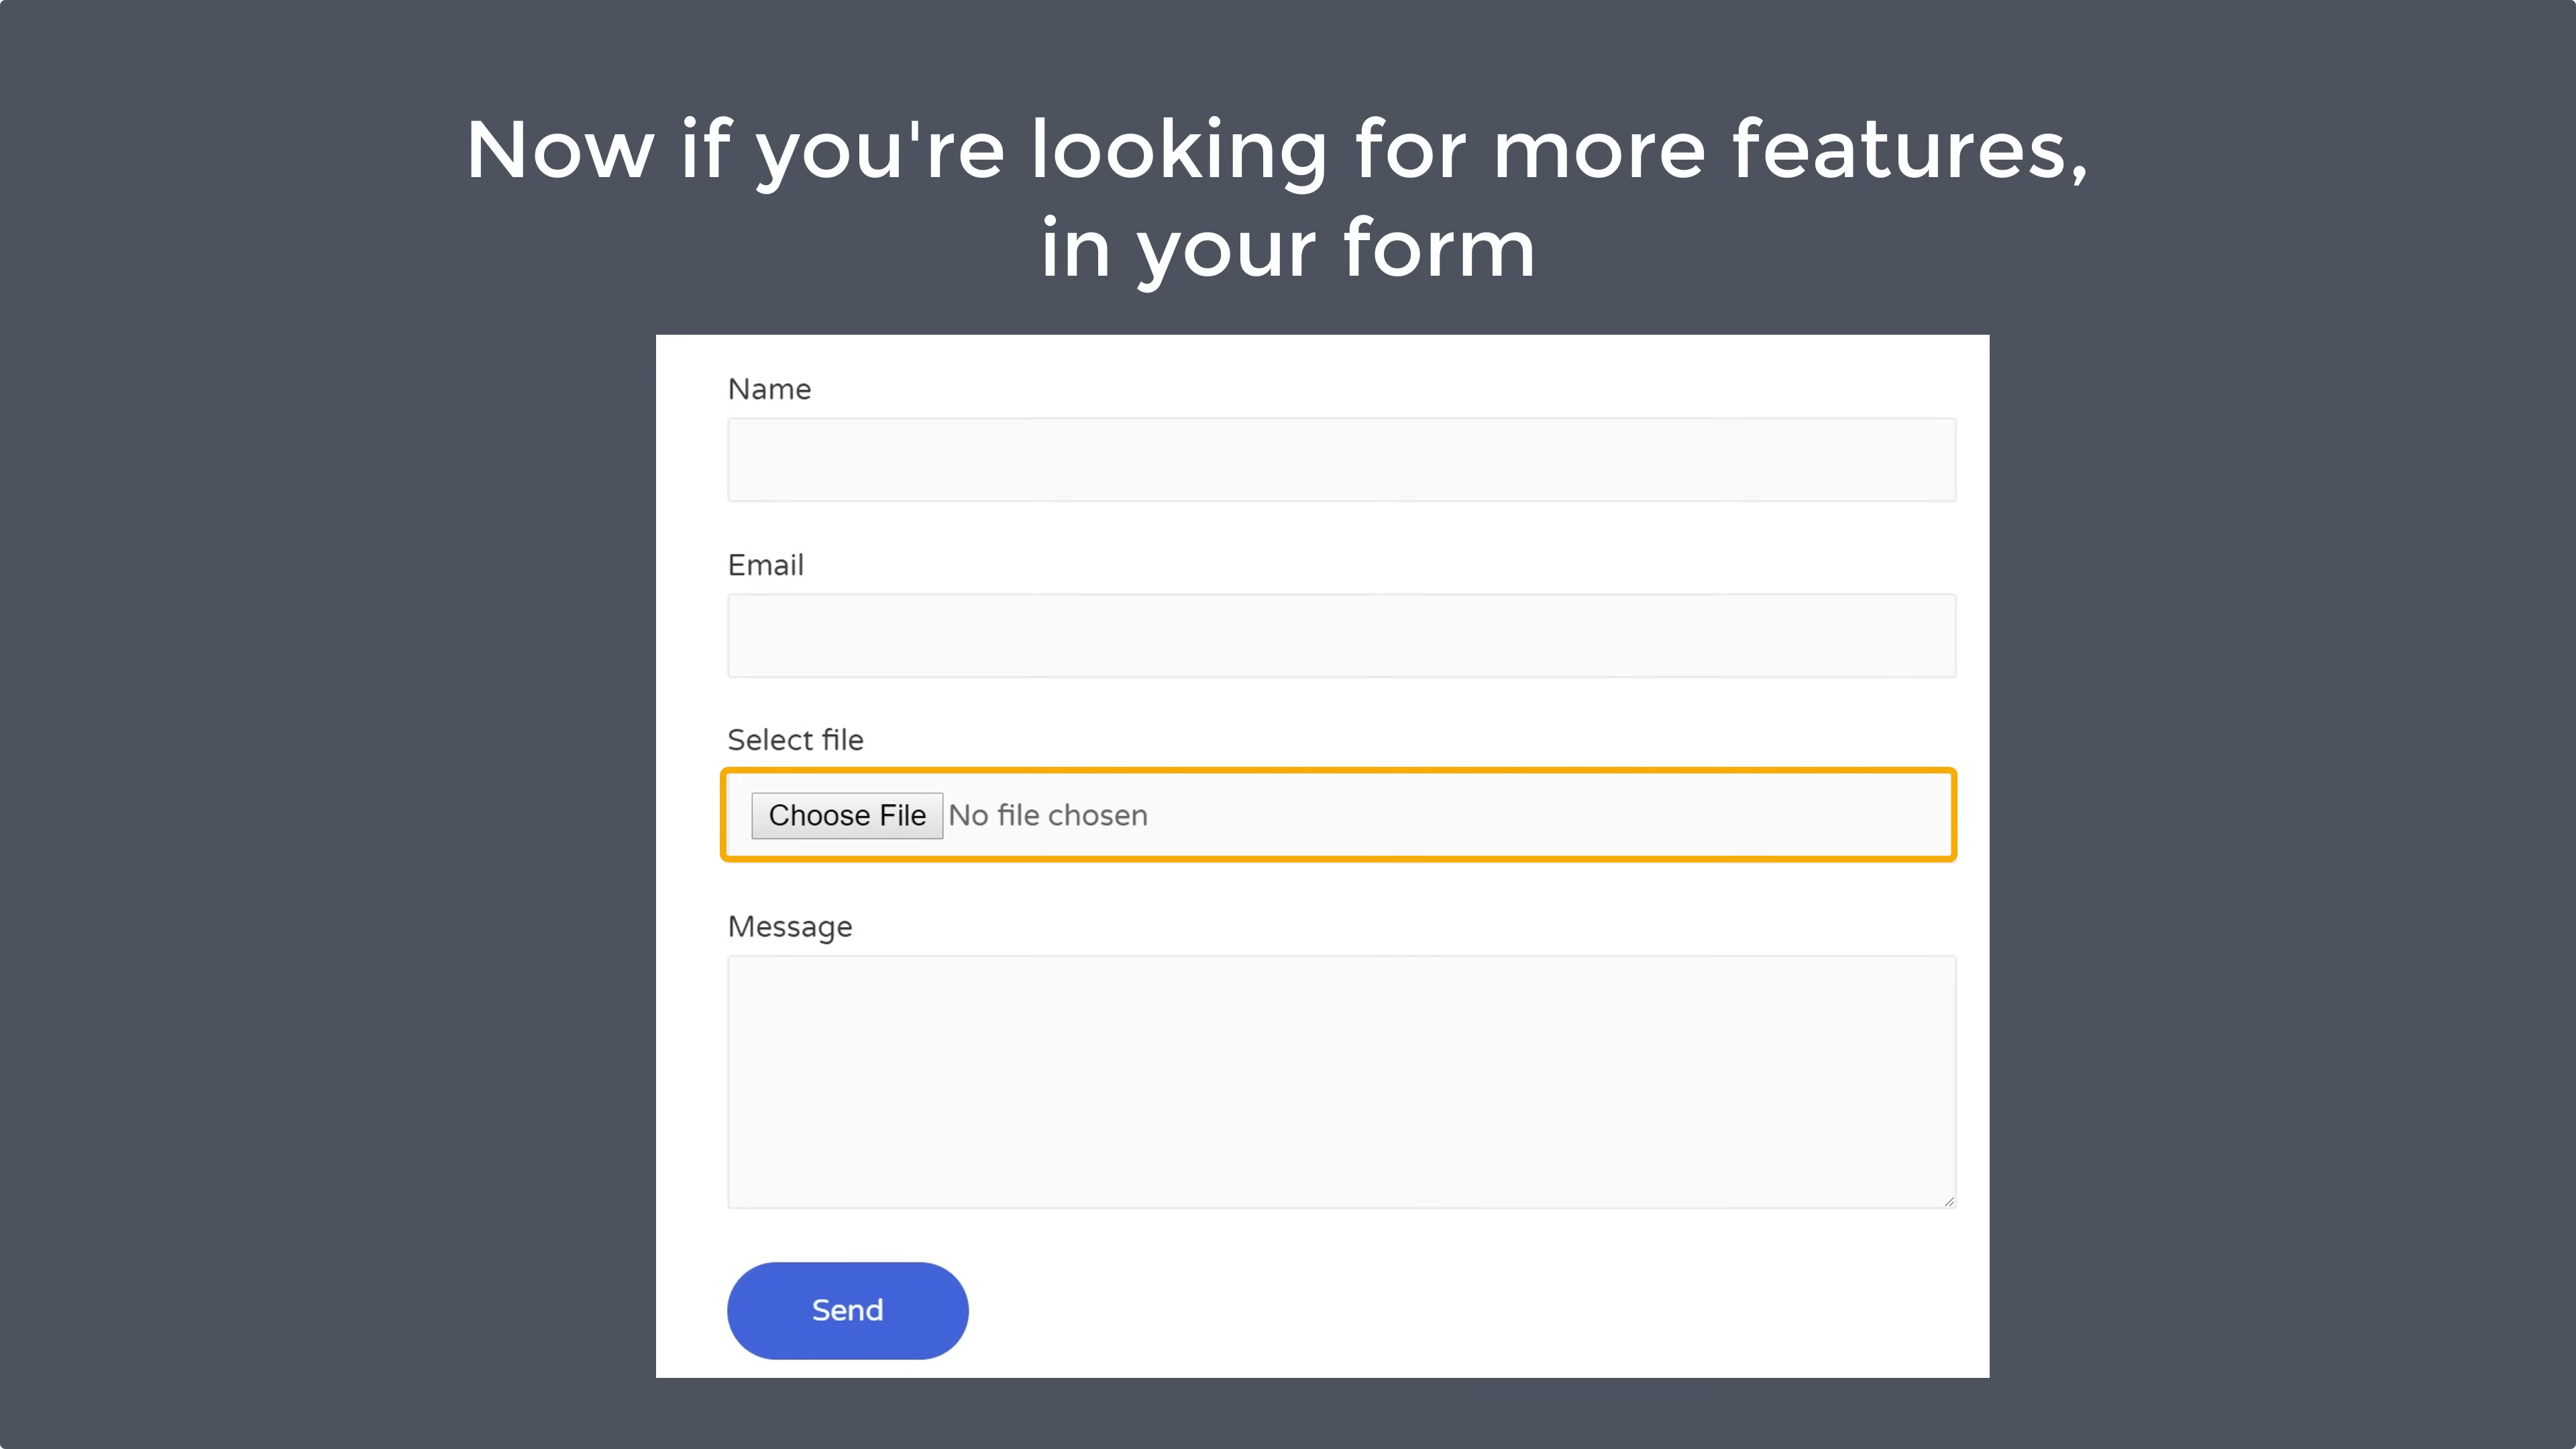 Now if you're looking for more features,
in your form
Name
Email
Select file
Choose File No file chosen
Message
Send